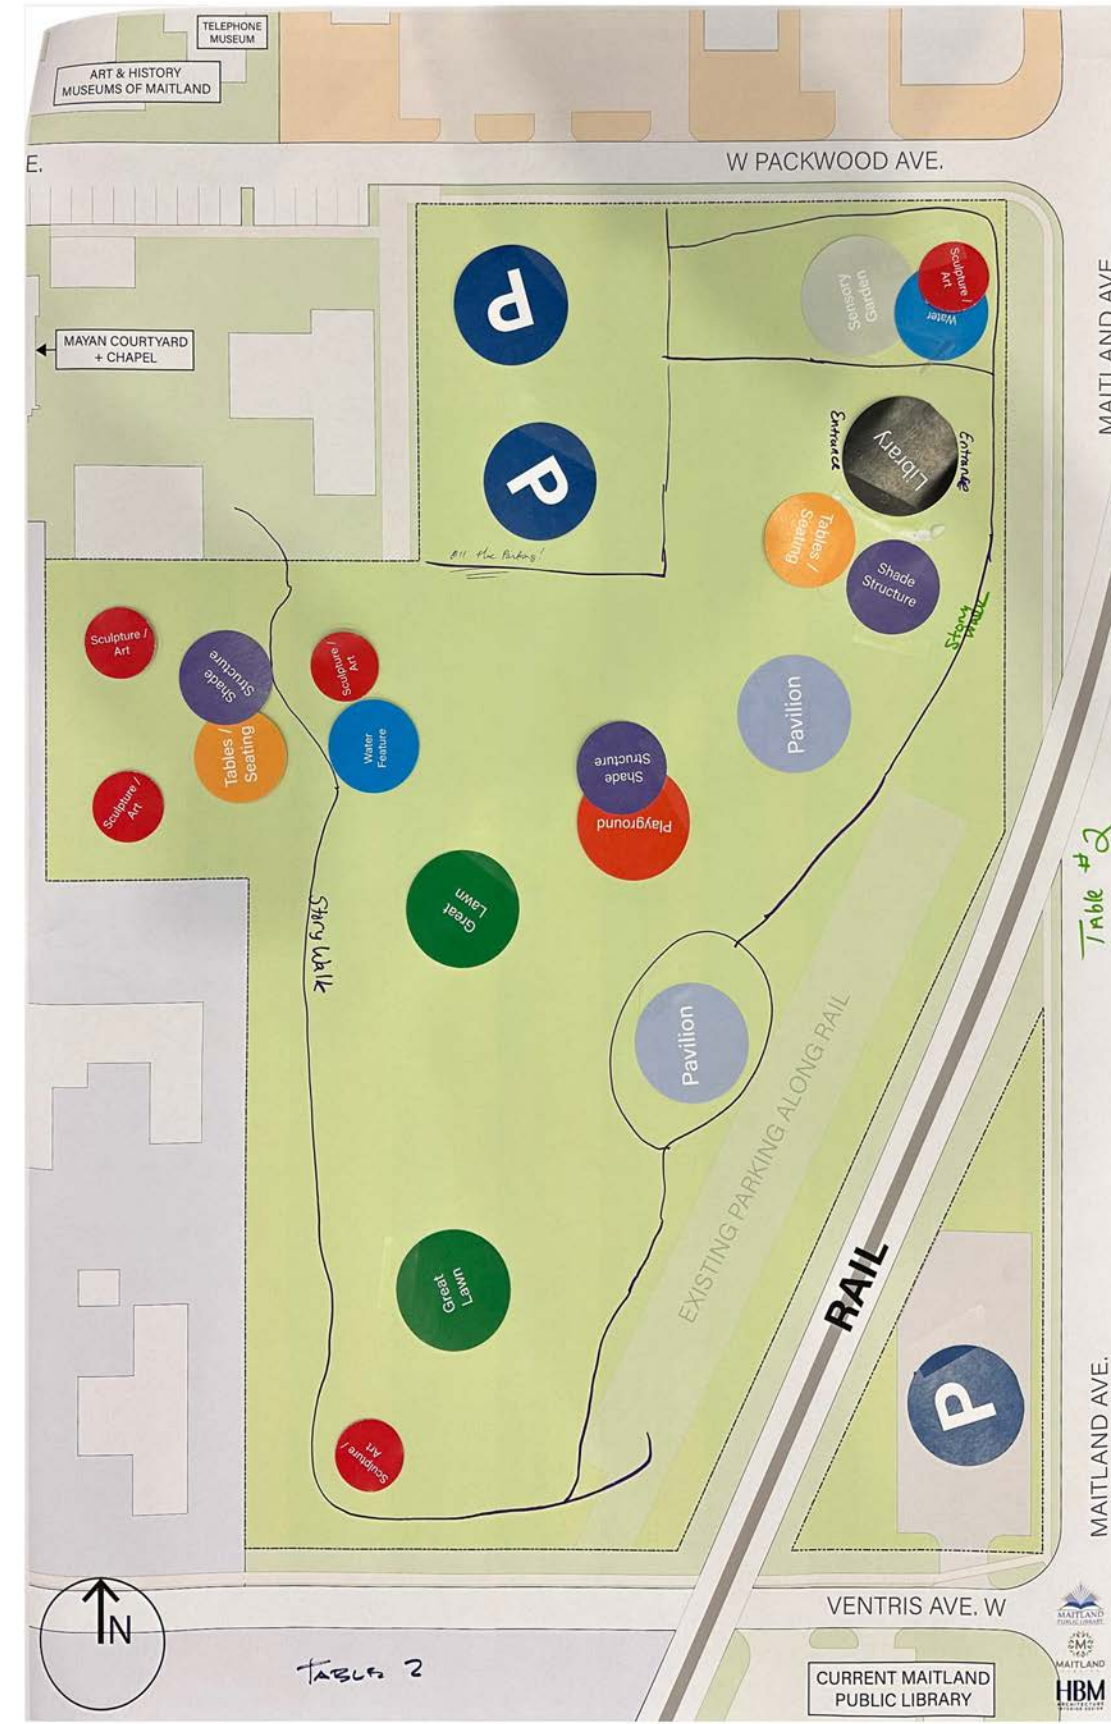 TELEPHONE
MUSEUM
ART & HISTORY
MUSEUMS OF MAITLAND
E.
W PACKWOOD AVE.
MAITLAND AVE
P
Sensory
Garden
Sculpture /
Art
Water
MAYAN COURTYARD
+ CHAPEL
P
All the Parking!
Entrance
Library
Entrance
Tables /
Seating
Shade
Structure
Story
Walk
Sculpture /
Art
Shade
Structure
Sculpture /
Art
Tables /
Seating
Water
Feature
Sculpture /
Art
Pavilion
Shade
Structure
Playground
Great
Lawn
Story Walk
Table #2
Pavilion
EXISTING PARKING ALONG RAIL
RAIL
Great
Lawn
P
Sculpture /
Art
MAITLAND AVE.
VENTRIS AVE. W
N
TABLE 2
CURRENT MAITLAND
PUBLIC LIBRARY
MAITLAND
PUBLIC LIBRARY
M
MAITLAND
HBM